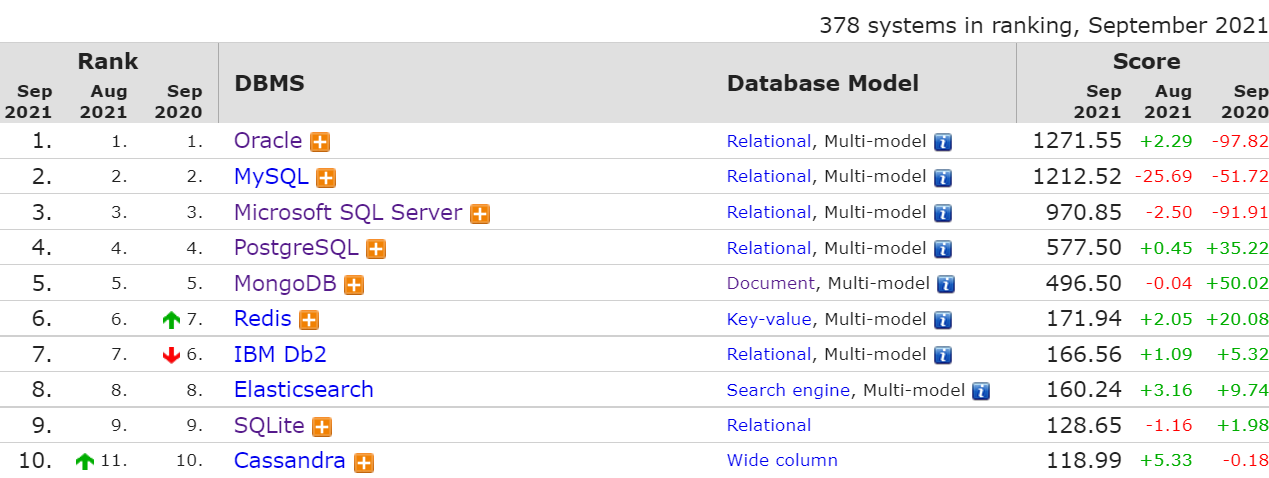 378 systems in ranking, September 2021
Rank DBMS Database Model Score
Sep 2021 Aug 2021 Sep 2020 Sep 2021 Aug 2021 Sep 2020
1. 1. 1. Oracle Relational, Multi-model 1271.55 +2.29 -97.82
2. 2. 2. MySQL Relational, Multi-model 1212.52 -25.69 -51.72
3. 3. 3. Microsoft SQL Server Relational, Multi-model 970.85 -2.50 -91.91
4. 4. 4. PostgreSQL Relational, Multi-model 577.50 +0.45 +35.22
5. 5. 5. MongoDB Document, Multi-model 496.50 -0.04 +50.02
6. 6. 7. Redis Key-value, Multi-model 171.94 +2.05 +20.08
7. 7. 6. IBM Db2 Relational, Multi-model 166.56 +1.09 +5.32
8. 8. 8. Elasticsearch Search engine, Multi-model 160.24 +3.16 +9.74
9. 9. 9. SQLite Relational 128.65 -1.16 +1.98
10. 11. 10. Cassandra Wide column 118.99 +5.33 -0.18